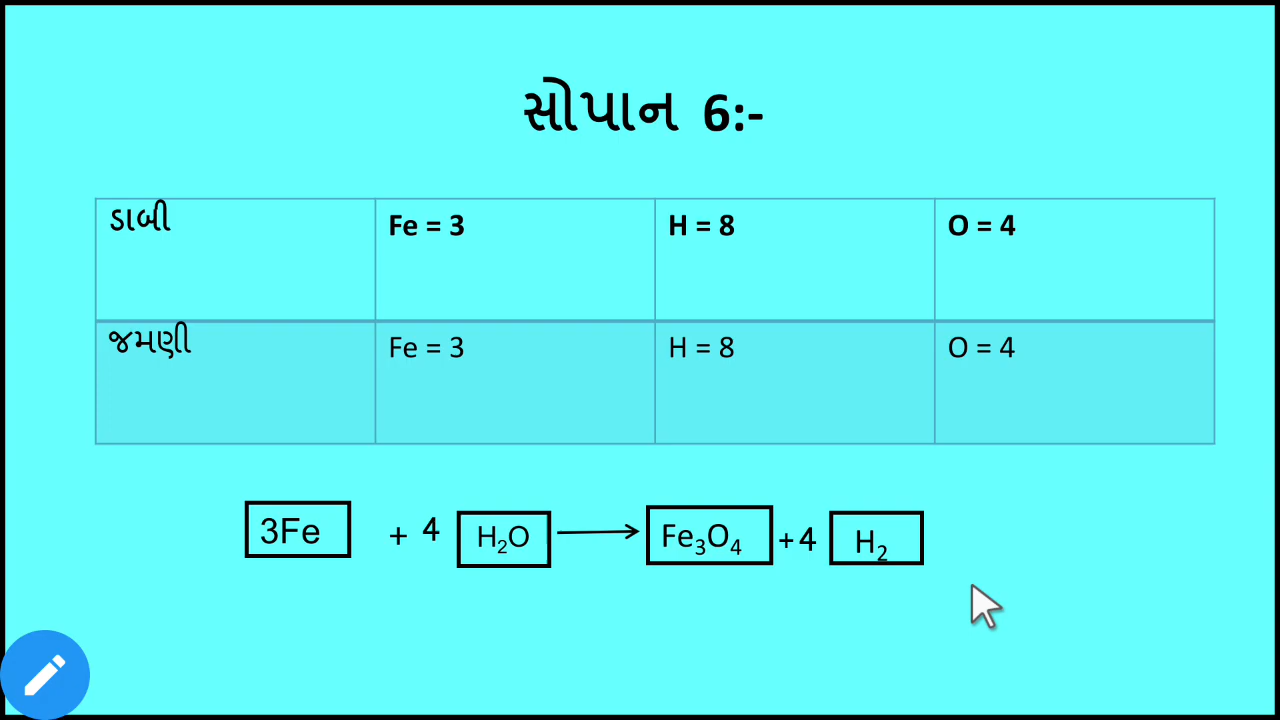 સોપાન 6:-
ડાબી Fe = 3 H = 8 O = 4
જમણી Fe = 3 H = 8 O = 4
3Fe + 4 H₂O → Fe₃O₄ + 4 H₂